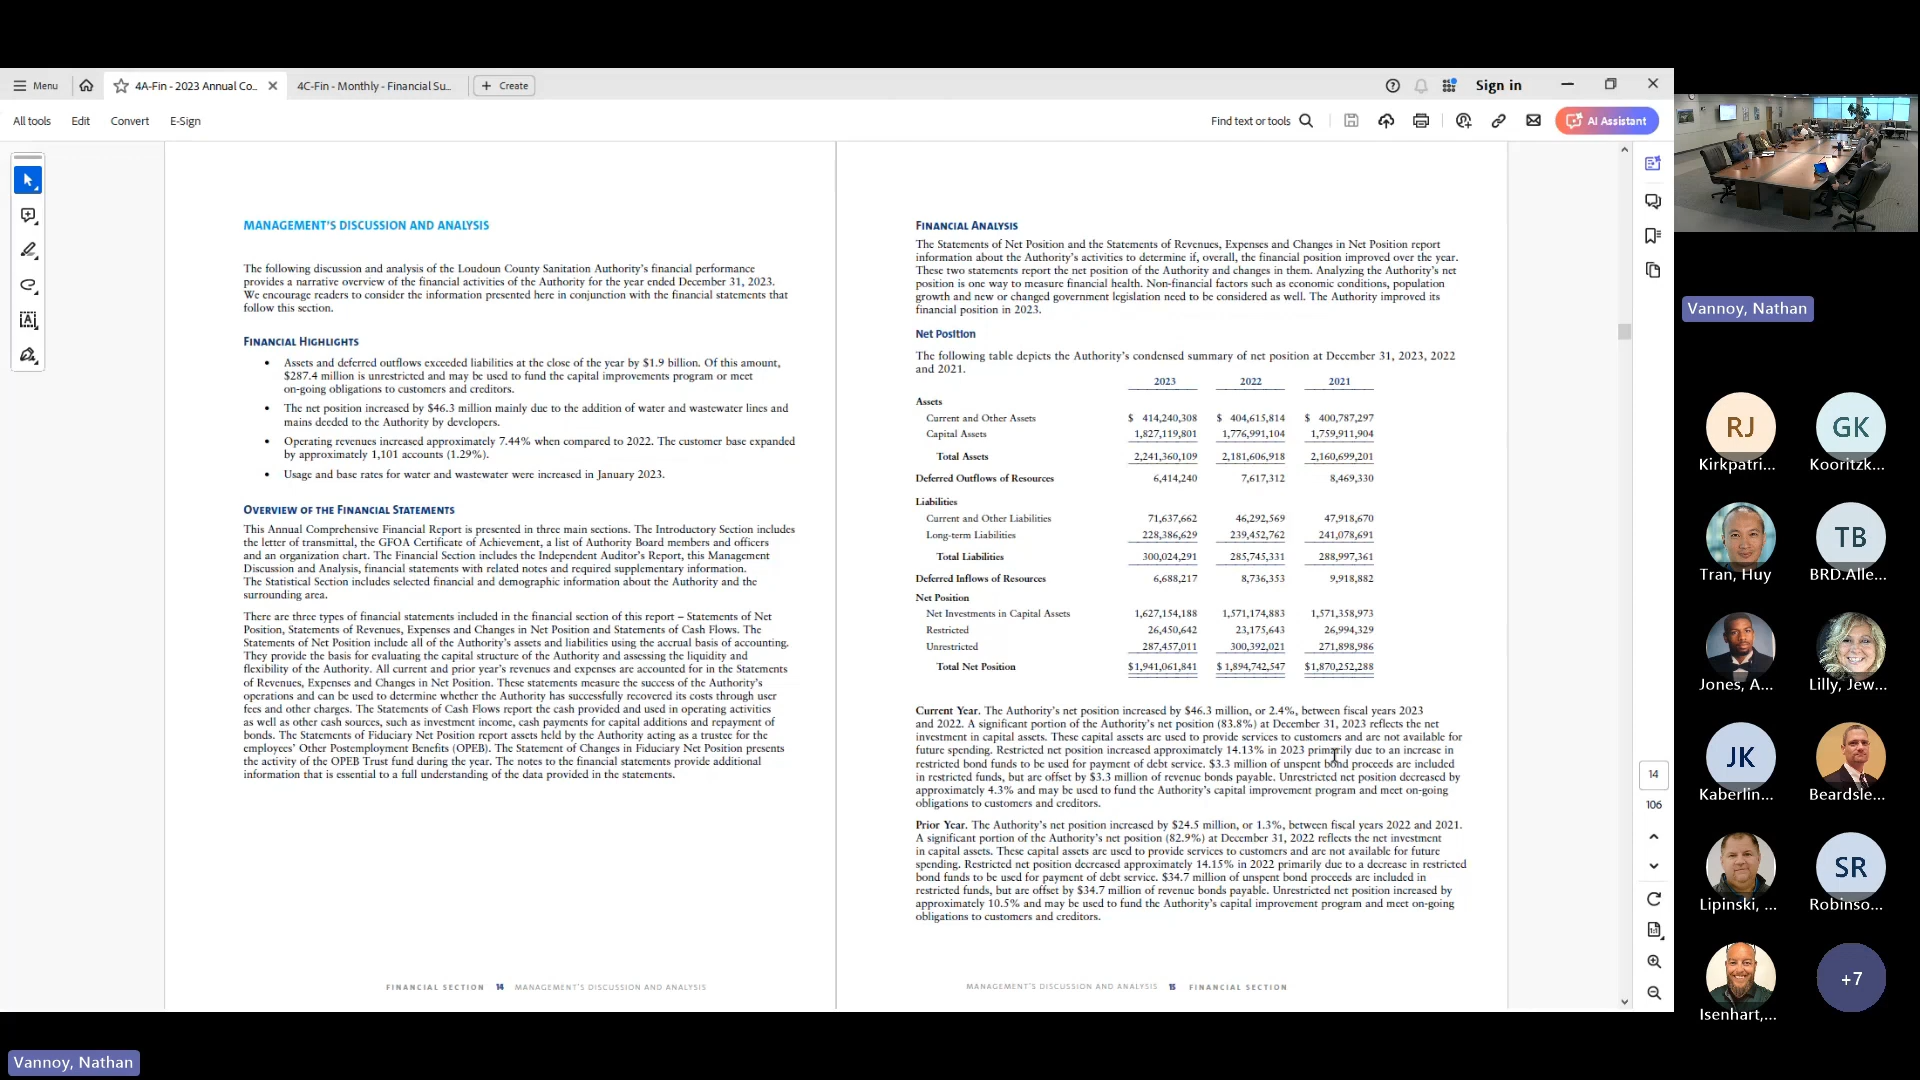 Menu
4A-Fin - 2023 Annual Co...
4C-Fin - Monthly - Financial Su...
Create
Sign in
All tools
Edit
Convert
E-Sign
Find text or tools
AI Assistant
MANAGEMENT'S DISCUSSION AND ANALYSIS
The following discussion and analysis of the Loudoun County Sanitation Authority's financial performance
provides a narrative overview of the financial activities of the Authority for the year ended December 31, 2023.
We encourage readers to consider the information presented here in conjunction with the financial statements that
follow this section.
FINANCIAL HIGHLIGHTS
• Assets and deferred outflows exceeded liabilities at the close of the year by $1.9 billion. Of this amount,
$287.4 million is unrestricted and may be used to fund the capital improvements program or meet
on-going obligations to customers and creditors.
• The net position increased by $46.3 million mainly due to the addition of water and wastewater lines and
mains deeded to the Authority by developers.
• Operating revenues increased approximately 7.44% when compared to 2022. The customer base expanded
by approximately 1,101 accounts (1.29%).
• Usage and base rates for water and wastewater were increased in January 2023.
OVERVIEW OF THE FINANCIAL STATEMENTS
This Annual Comprehensive Financial Report is presented in three main sections. The Introductory Section includes
the letter of transmittal, the GFOA Certificate of Achievement, a list of Authority Board members and officers
and an organization chart. The Financial Section includes the Independent Auditor's Report, this Management
Discussion and Analysis, financial statements with related notes and required supplementary information.
The Statistical Section includes selected financial and demographic information about the Authority and the
surrounding area.
There are three types of financial statements included in the financial section of this report – Statements of Net
Position, Statements of Revenues, Expenses and Changes in Net Position and Statements of Cash Flows. The
Statements of Net Position include all of the Authority's assets and liabilities using the accrual basis of accounting.
They provide the basis for evaluating the capital structure of the Authority and assessing the liquidity and
flexibility of the Authority. All current and prior year's revenues and expenses are accounted for in the Statements
of Revenues, Expenses and Changes in Net Position. These statements measure the success of the Authority's
operations and can be used to determine whether the Authority has successfully recovered its costs through user
fees and other charges. The Statements of Cash Flows report the cash provided and used in operating activities
as well as other cash sources, such as investment income, cash payments for capital additions and repayment of
bonds. The Statements of Fiduciary Net Position report assets held by the Authority acting as a trustee for the
employees' Other Postemployment Benefits (OPEB). The Statement of Changes in Fiduciary Net Position presents
the activity of the OPEB Trust fund during the year. The notes to the financial statements provide additional
information that is essential to a full understanding of the data provided in the statements.
FINANCIAL SECTION 14 MANAGEMENT'S DISCUSSION AND ANALYSIS
FINANCIAL ANALYSIS
The Statements of Net Position and the Statements of Revenues, Expenses and Changes in Net Position report
information about the Authority's activities to determine if, overall, the financial position improved over the year.
These two statements report the net position of the Authority and changes in them. Analyzing the Authority's net
position is one way to measure financial health. Non-financial factors such as economic conditions, population
growth and new or changed government legislation need to be considered as well. The Authority improved its
financial position in 2023.
Net Position
The following table depicts the Authority's condensed summary of net position at December 31, 2023, 2022
and 2021.
2023 2022 2021
Assets
Current and Other Assets $ 414,240,308 $ 404,615,814 $ 400,787,297
Capital Assets 1,827,119,801 1,776,991,104 1,759,911,904
Total Assets 2,241,360,109 2,181,606,918 2,160,699,201
Deferred Outflows of Resources 6,414,240 7,617,312 8,469,330
Liabilities
Current and Other Liabilities 71,637,662 46,292,569 47,918,670
Long-term Liabilities 228,386,629 239,452,762 241,078,691
Total Liabilities 300,024,291 285,745,331 288,997,361
Deferred Inflows of Resources 6,688,217 8,736,353 9,918,882
Net Position
Net Investments in Capital Assets 1,627,154,188 1,571,174,883 1,571,358,973
Restricted 26,450,642 23,175,643 26,994,329
Unrestricted 287,457,011 300,392,021 271,898,986
Total Net Position $1,941,061,841 $ 1,894,742,547 $1,870,252,288
Current Year. The Authority's net position increased by $46.3 million, or 2.4%, between fiscal years 2023
and 2022. A significant portion of the Authority's net position (83.8%) at December 31, 2023 reflects the net
investment in capital assets. These capital assets are used to provide services to customers and are not available for
future spending. Restricted net position increased approximately 14.13% in 2023 primarily due to an increase in
restricted bond funds to be used for payment of debt service. $3.3 million of unspent bond proceeds are included
in restricted funds, but are offset by $3.3 million of revenue bonds payable. Unrestricted net position decreased by
approximately 4.3% and may be used to fund the Authority's capital improvement program and meet on-going
obligations to customers and creditors.
Prior Year. The Authority's net position increased by $24.5 million, or 1.3%, between fiscal years 2022 and 2021.
A significant portion of the Authority's net position (82.9%) at December 31, 2022 reflects the net investment
in capital assets. These capital assets are used to provide services to customers and are not available for future
spending. Restricted net position decreased approximately 14.15% in 2022 primarily due to a decrease in restricted
bond funds to be used for payment of debt service. $34.7 million of unspent bond proceeds are included in
restricted funds, but are offset by $34.7 million of revenue bonds payable. Unrestricted net position increased by
approximately 10.5% and may be used to fund the Authority's capital improvement program and meet on-going
obligations to customers and creditors.
MANAGEMENT'S DISCUSSION AND ANALYSIS 15 FINANCIAL SECTION
14
106
Vannoy, Nathan
RJ
Kirkpatri...
GK
Kooritzk...
Tran, Huy
TB
BRD.Alle...
Jones, A...
Lilly, Jew...
JK
Kaberlin...
Beardsle...
Lipinski, ...
SR
Robinso...
Isenhart,...
+7
Vannoy, Nathan